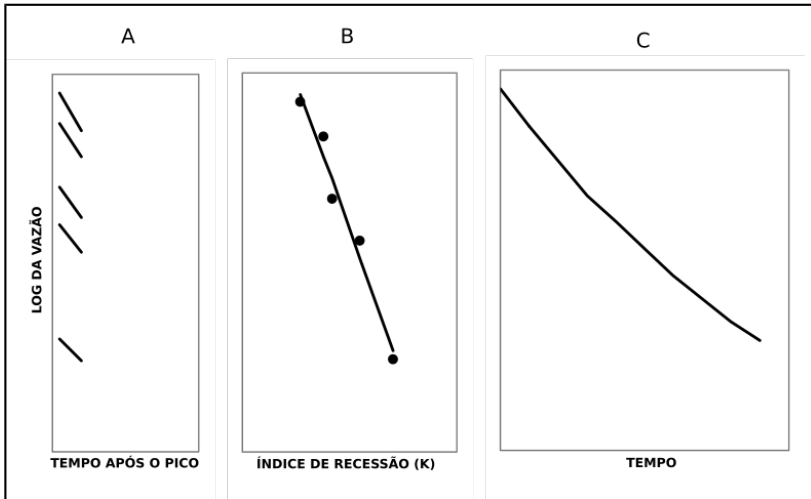 A
B
C
LOG DA VAZÃO
TEMPO APÓS O PICO
ÍNDICE DE RECESSÃO (K)
TEMPO